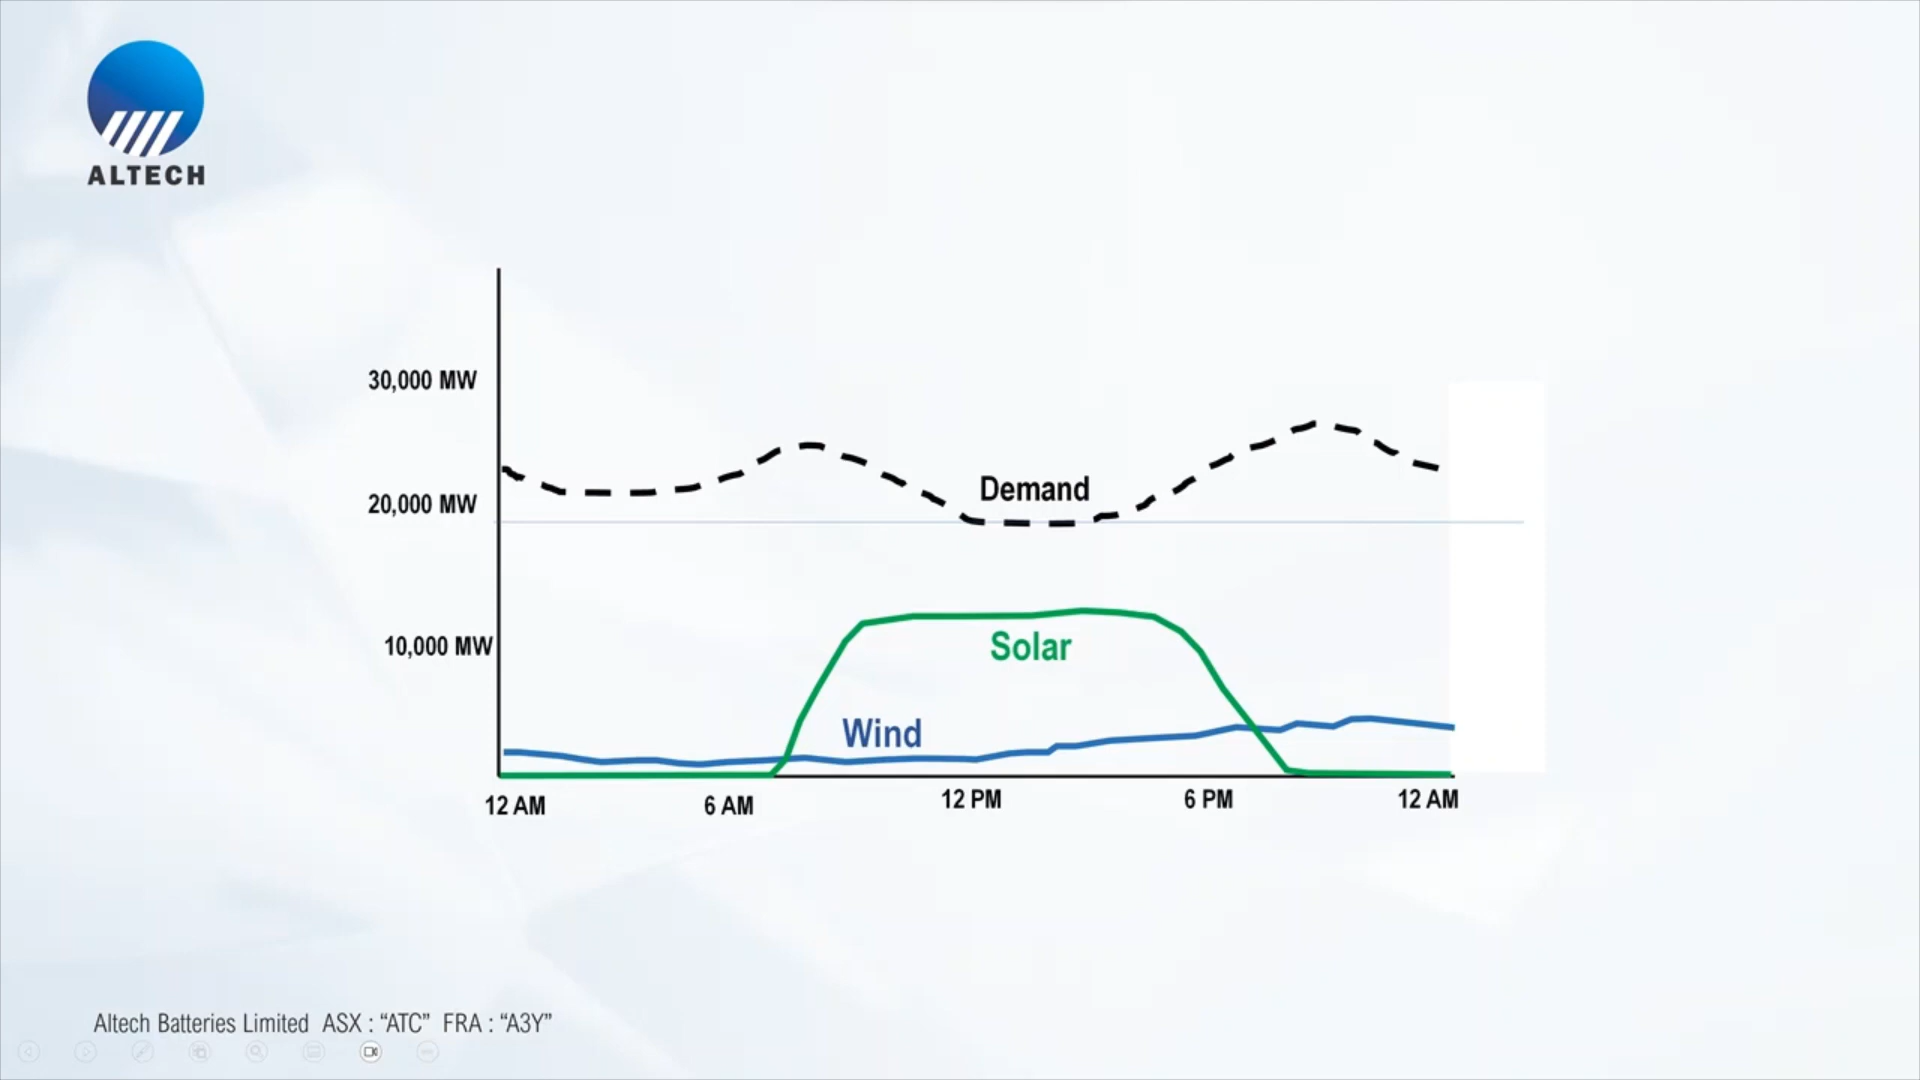 ALTECH
30,000 MW
20,000 MW
10,000 MW
Demand
Solar
Wind
12 AM
6 AM
12 PM
6 PM
12 AM
Altech Batteries Limited ASX : “ATC” FRA : “A3Y”